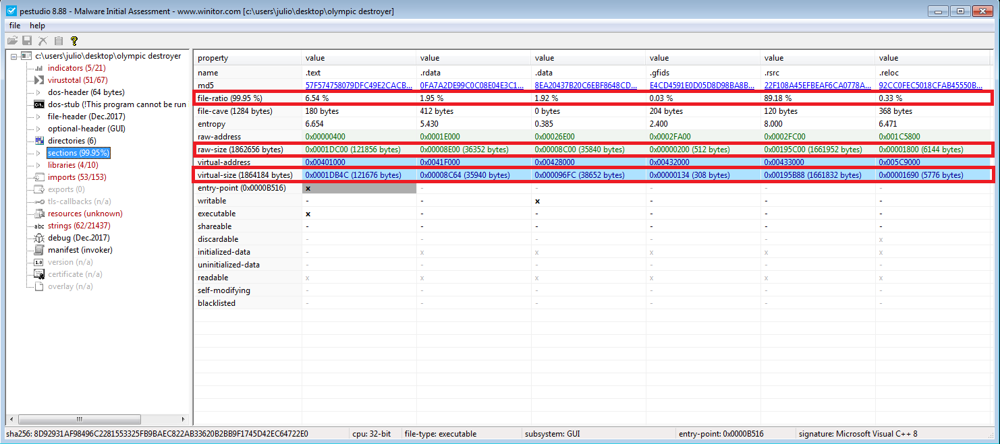 pestudio 8.88 - Malware Initial Assessment - www.winitor.com [c:\users\julio\desktop\olympic destroyer]
file help
c:\users\julio\desktop\olympic destroyer
indicators (5/21)
virustotal (51/67)
dos-header (64 bytes)
dos-stub (!This program cannot be run
file-header (Dec.2017)
optional-header (GUI)
directories (6)
sections (99.95%)
libraries (4/10)
imports (53/153)
exports (0)
tls-callbacks (n/a)
resources (unknown)
abc strings (62/21437)
debug (Dec.2017)
manifest (invoker)
1.0 version (n/a)
certificate (n/a)
overlay (n/a)
property value value value value value value
name .text .rdata .data .gfids .rsrc .reloc
md5 57F574758079DFC49E2CACB... 0FA7A2DE99C0C08E04E3C1... 8EA20437B20C6EBF8648CD... E4CD4591E0D05D8D98BA8B... 22F108A45EFBEAF6CA0778A... 92CC0FEC5018CFAB45550B...
file-ratio (99.95 %) 6.54 % 1.95 % 1.92 % 0.03 % 89.18 % 0.33 %
file-cave (1284 bytes) 180 bytes 412 bytes 0 bytes 204 bytes 120 bytes 368 bytes
entropy 6.654 5.430 0.385 2.400 8.000 6.471
raw-address 0x00000400 0x0001E000 0x00026E00 0x0002FA00 0x0002FC00 0x001C5800
raw-size (1862656 bytes) 0x0001DC00 (121856 bytes) 0x00008E00 (36352 bytes) 0x00008C00 (35840 bytes) 0x00000200 (512 bytes) 0x00195C00 (1661952 bytes) 0x00001800 (6144 bytes)
virtual-address 0x00401000 0x0041F000 0x00428000 0x00432000 0x00433000 0x005C9000
virtual-size (1864184 bytes) 0x0001DB4C (121676 bytes) 0x00008C64 (35940 bytes) 0x000096FC (38652 bytes) 0x00000134 (308 bytes) 0x00195B88 (1661832 bytes) 0x00001690 (5776 bytes)
entry-point (0x0000B516) x - - - - -
writable - - x - - -
executable x - - - - -
shareable - - - - - -
discardable - - - - - x
initialized-data - x x x x x
uninitialized-data - - - - - -
readable x x x x x x
self-modifying - - - - - -
blacklisted - - - - - -
sha256: 8D92931AF98496C2281553325FB9BAEC822AB33620B2BB9F1745D42EC64722E0 cpu: 32-bit file-type: executable subsystem: GUI entry-point: 0x0000B516 signature: Microsoft Visual C++ 8